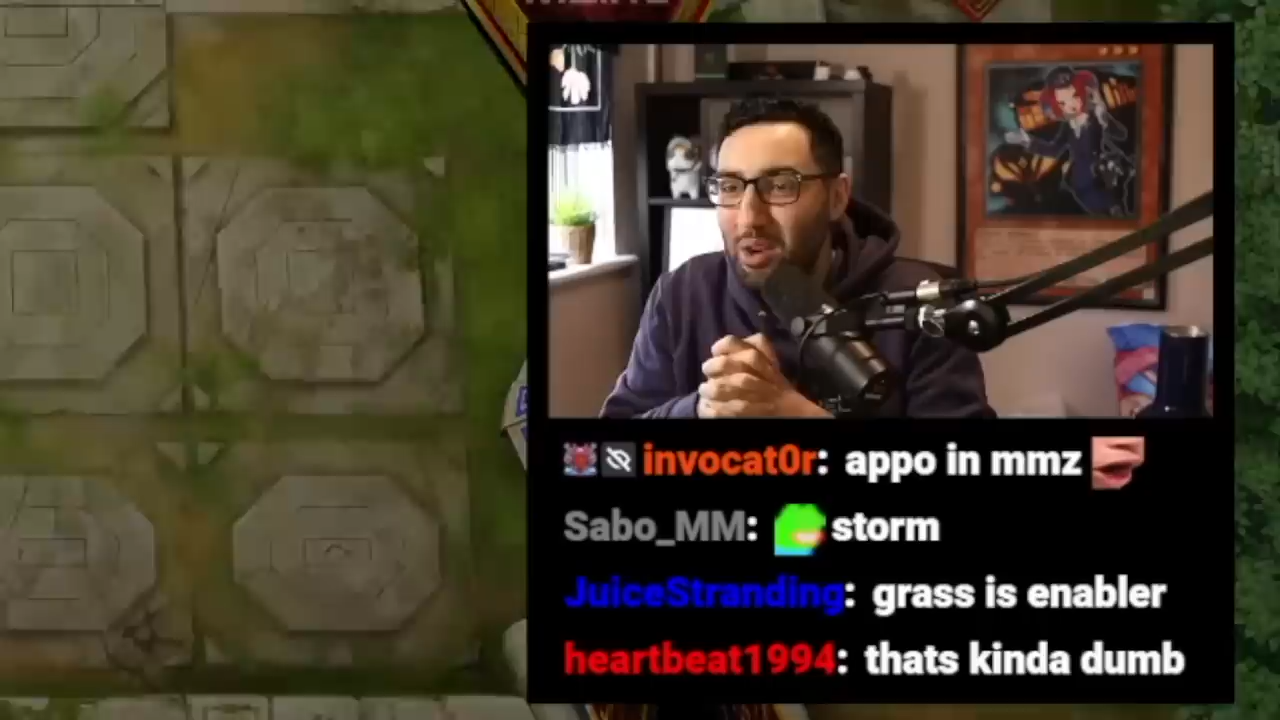 invocat0r: appo in mmz
Sabo_MM: storm
JuiceStranding: grass is enabler
heartbeat1994: thats kinda dumb